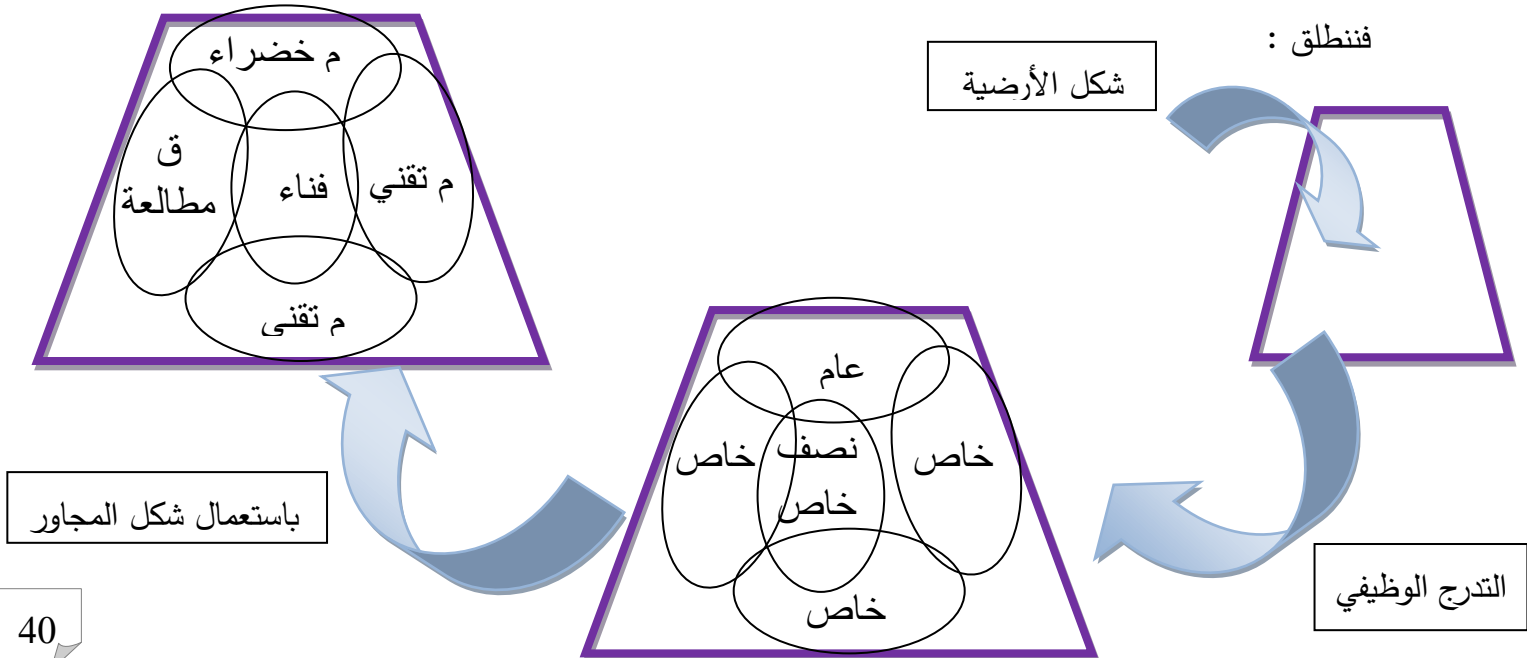 فننطلق :
شكل الأرضية
التدرج الوظيفي
عام
خاص
نصف
خاص
خاص
خاص
باستعمال شكل المجاور
م خضراء
م تقني
فناء
ق
مطالعة
م تقني
40